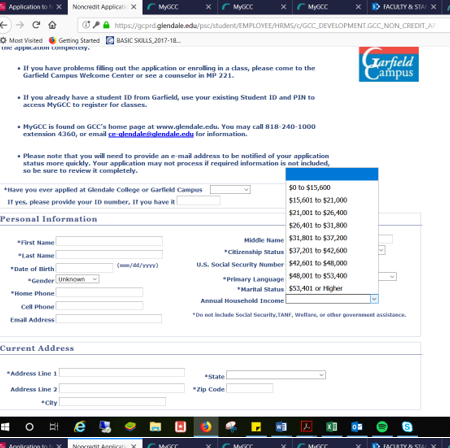 Application to N
Noncredit Applicati
MyGCC
MyGCC
MyGCC
MyGCC
FACULTY & STA
https://gcprd.glendale.edu/psc/student/EMPLOYEE/HRMS/c/GCC_DEVELOPMENT.GCC_NON_CREDIT_AF
Most Visited Getting Started BASIC SKILLS_2017-18...
the application completely.
• If you have problems filling out the application or enrolling in a class, please come to the
Garfield Campus Welcome Center or see a counselor in MP 221.
Garfield
Campus
• If you already have a student ID from Garfield, use your existing Student ID and PIN to
access MyGCC to register for classes.
• MyGCC is found on GCC's home page at www.glendale.edu. You may call 818-240-1000
extension 4360, or email ce-glendale@glendale.edu for information.
• Please note that you will need to provide an e-mail address to be notified of your application
status more quickly. Your application may not process if required information is not included,
so be sure to review it completely.
*Have you ever applied at Glendale College or Garfield Campus
If yes, please provide your ID number, If you have it
$0 to $15,600
$15,601 to $21,000
$21,001 to $26,400
$26,401 to $31,800
$31,801 to $37,200
$37,201 to $42,600
$42,601 to $48,000
$48,001 to $53,400
$53,401 or Higher
Personal Information
*First Name
Middle Name
*Last Name
*Citizenship Status
*Date of Birth (mm/dd/yyyy)
U.S. Social Security Number
*Gender Unknown
*Primary Language
*Home Phone
*Marital Status
Cell Phone
Annual Household Income
Email Address
*Do not include Social Security,TANF, Welfare, or other government assistance.
Current Address
*Address Line 1
*State
Address Line 2
*Zip Code
*City
Application to N
Noncredit Applicati
MyGCC
MyGCC
MyGCC
MyGCC
FACULTY & STA